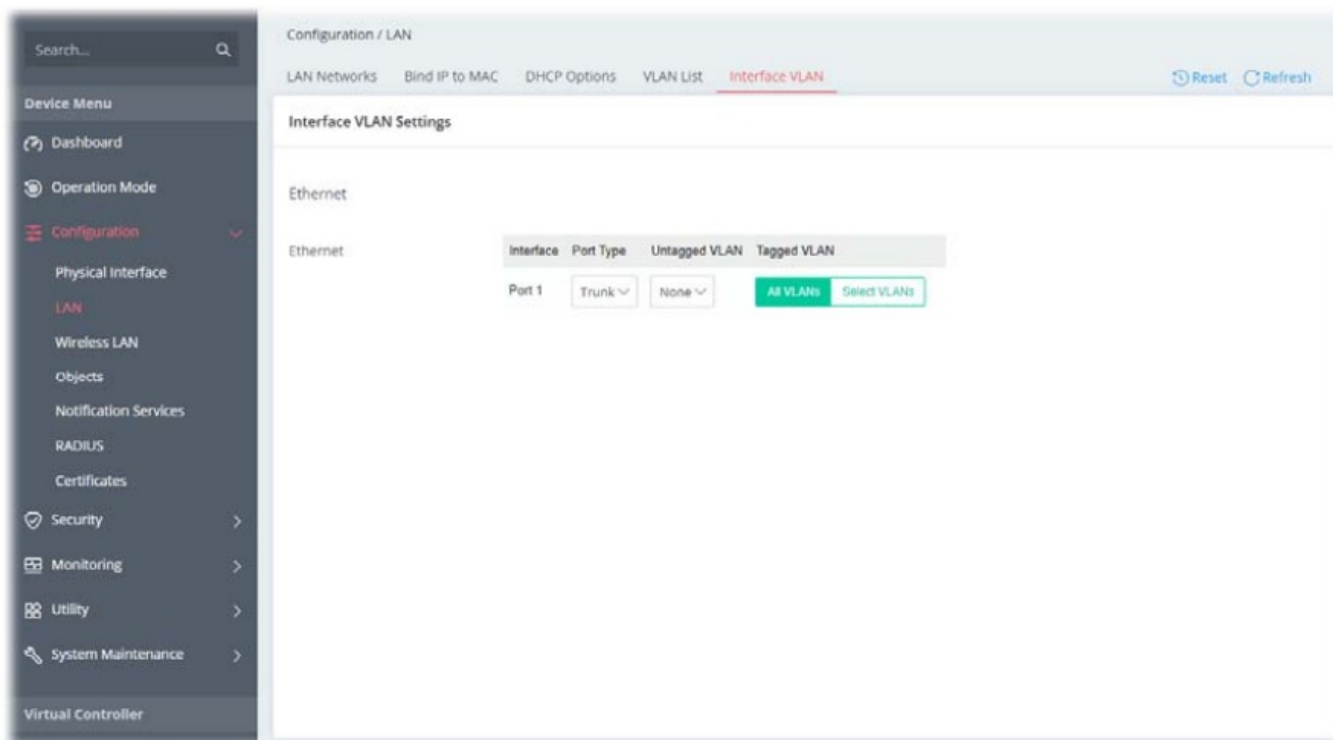 Search...
Device Menu
Dashboard
Operation Mode
Configuration
Physical Interface
LAN
Wireless LAN
Objects
Notification Services
RADIUS
Certificates
Security
Monitoring
Utility
System Maintenance
Virtual Controller
Configuration / LAN
LAN Networks Bind IP to MAC DHCP Options VLAN List Interface VLAN Reset Refresh
Interface VLAN Settings
Ethernet
Ethernet Interface Port Type Untagged VLAN Tagged VLAN
Port 1 Trunk None All VLANs Select VLANs